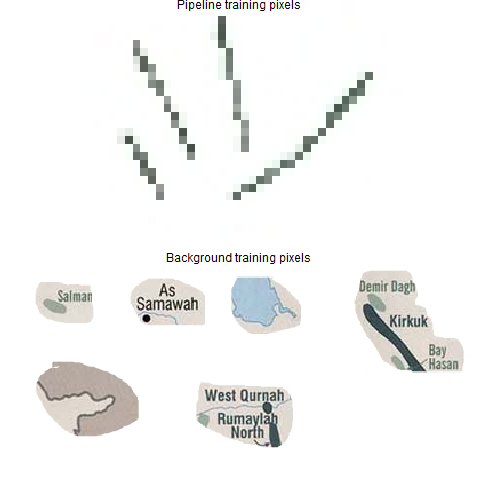 Pipeline training pixels
Background training pixels
Salman
As
Samawah
Demir Dagh
Kirkuk
Bay
Hasan
West Qurnah
Rumaylah
North